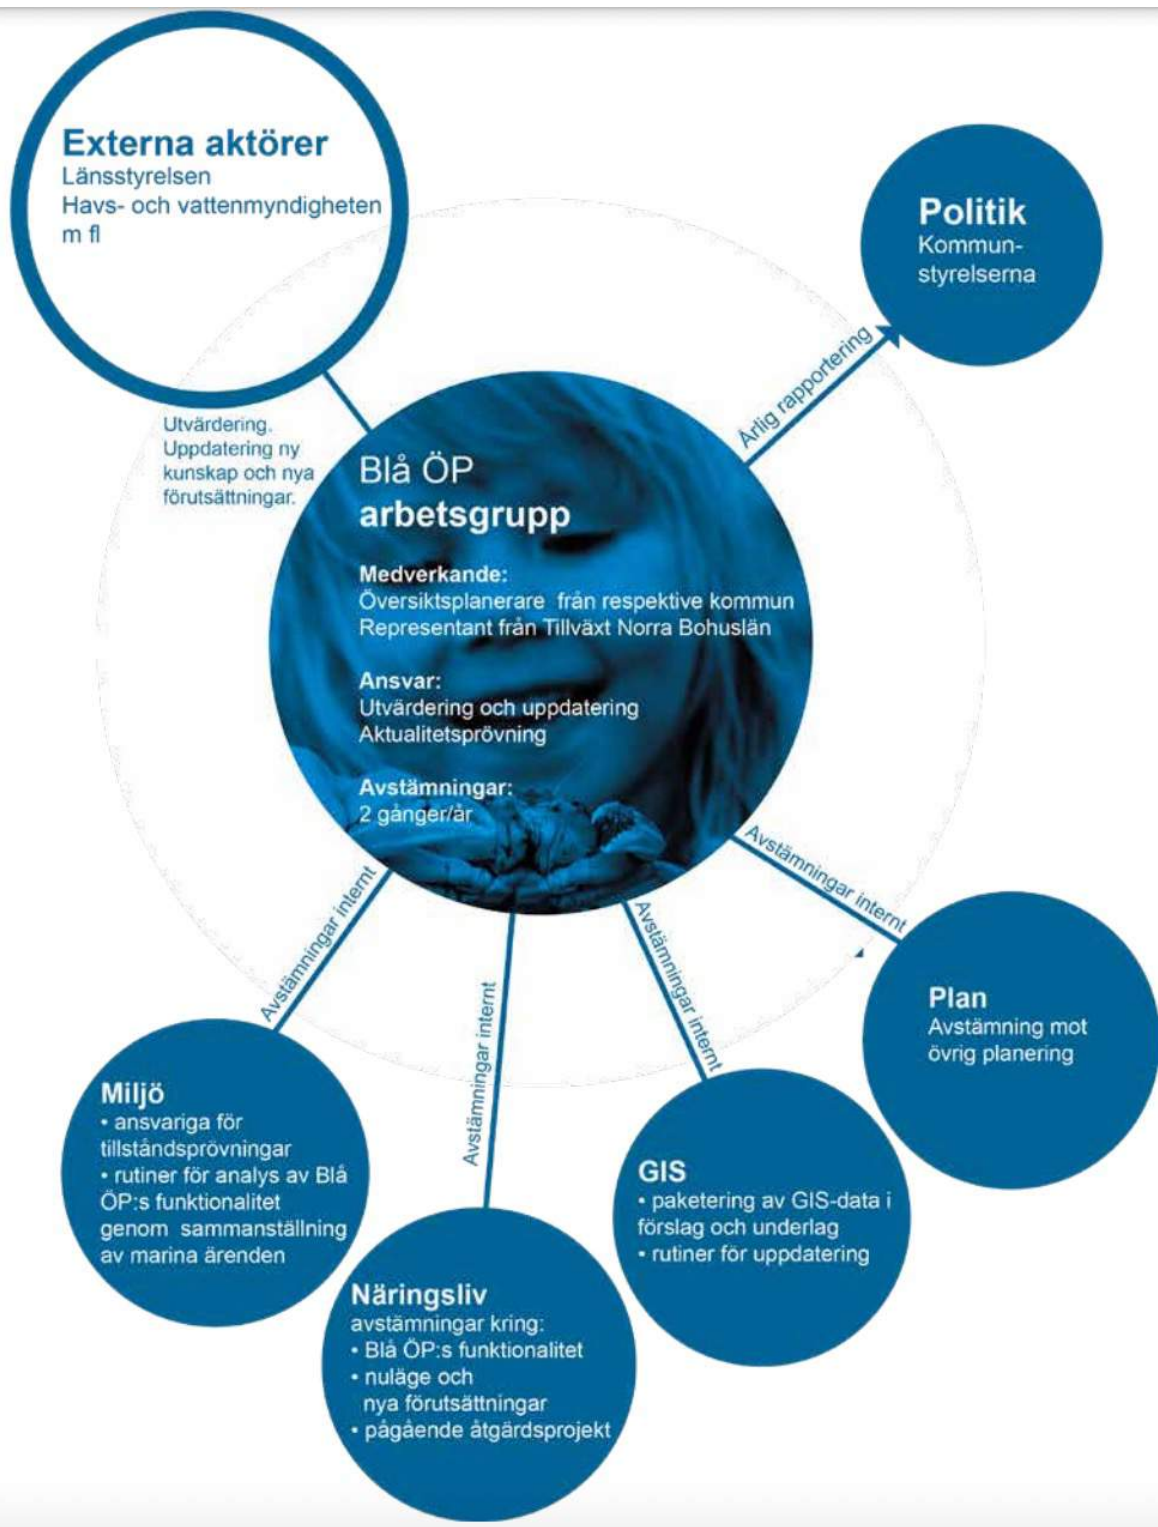 Externa aktörer
Länsstyrelsen
Havs- och vattenmyndigheten
m fl
Politik
Kommun-
styrelserna
Årlig rapportering
Utvärdering.
Uppdatering ny
kunskap och nya
förutsättningar.
Blå ÖP
arbetsgrupp
Medverkande:
Översiktsplanerare från respektive kommun
Representant från Tillväxt Norra Bohuslän
Ansvar:
Utvärdering och uppdatering
Aktualitetsprövning
Avstämningar:
2 gånger/år
Avstämningar internt
Avstämningar internt
Avstämningar internt
Avstämningar internt
Plan
Avstämning mot
övrig planering
Miljö
• ansvariga för
tillståndsprövningar
• rutiner för analys av Blå
ÖP:s funktionalitet
genom sammanställning
av marina ärenden
GIS
• paketering av GIS-data i
förslag och underlag
• rutiner för uppdatering
Näringsliv
avstämningar kring:
• Blå ÖP:s funktionalitet
• nuläge och
nya förutsättningar
• pågående åtgärdsprojekt